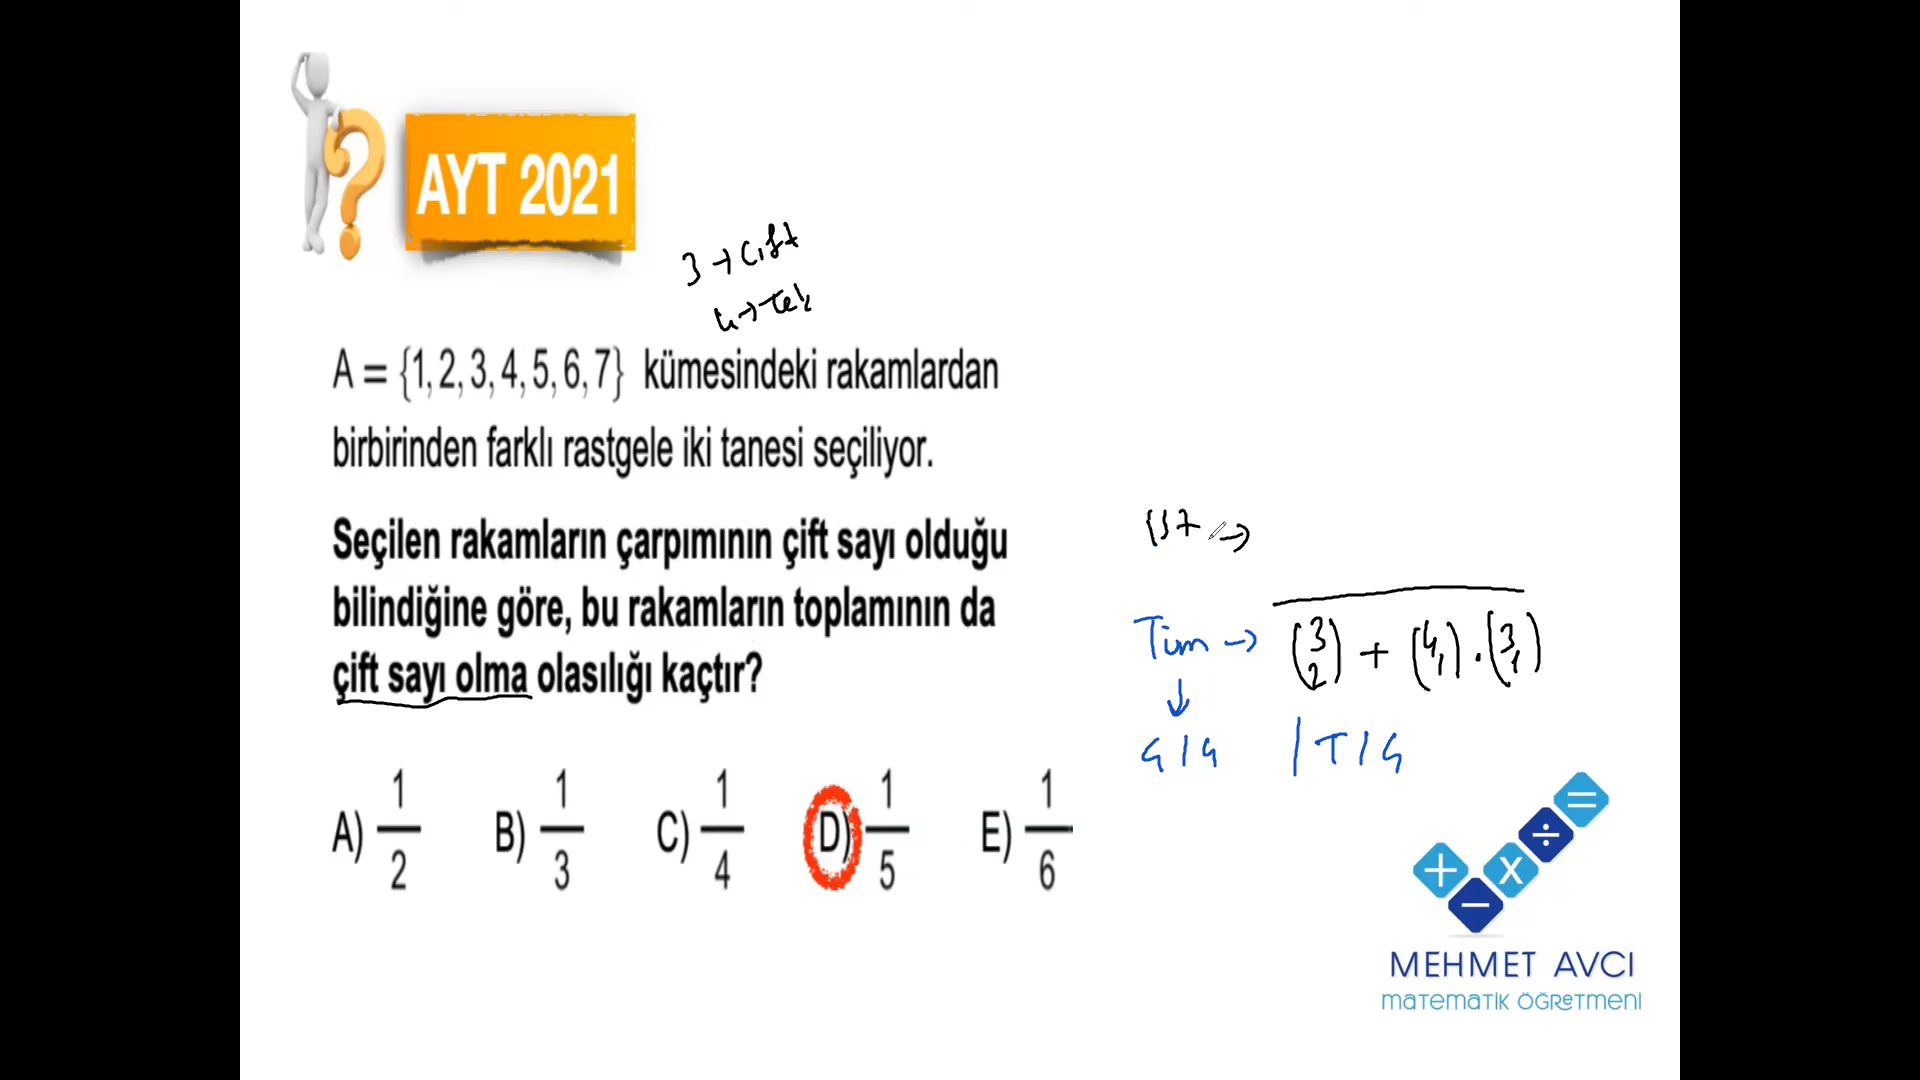 AYT 2021
3 → Çift
4 → Tek
A = {1, 2, 3, 4, 5, 6, 7} kümesindeki rakamlardan
birbirinden farklı rastgele iki tanesi seçiliyor.
Seçilen rakamların çarpımının çift sayı olduğu
bilindiğine göre, bu rakamların toplamının da
çift sayı olma olasılığı kaçtır?
A) 1/2 B) 1/3 C) 1/4 D) 1/5 E) 1/6
İst →
Tüm → (3 2) + (4 1) . (3 1)
↓
Ç / Ç / T / Ç
+ − x ÷ =
MEHMET AVCI
matematik öğretmeni